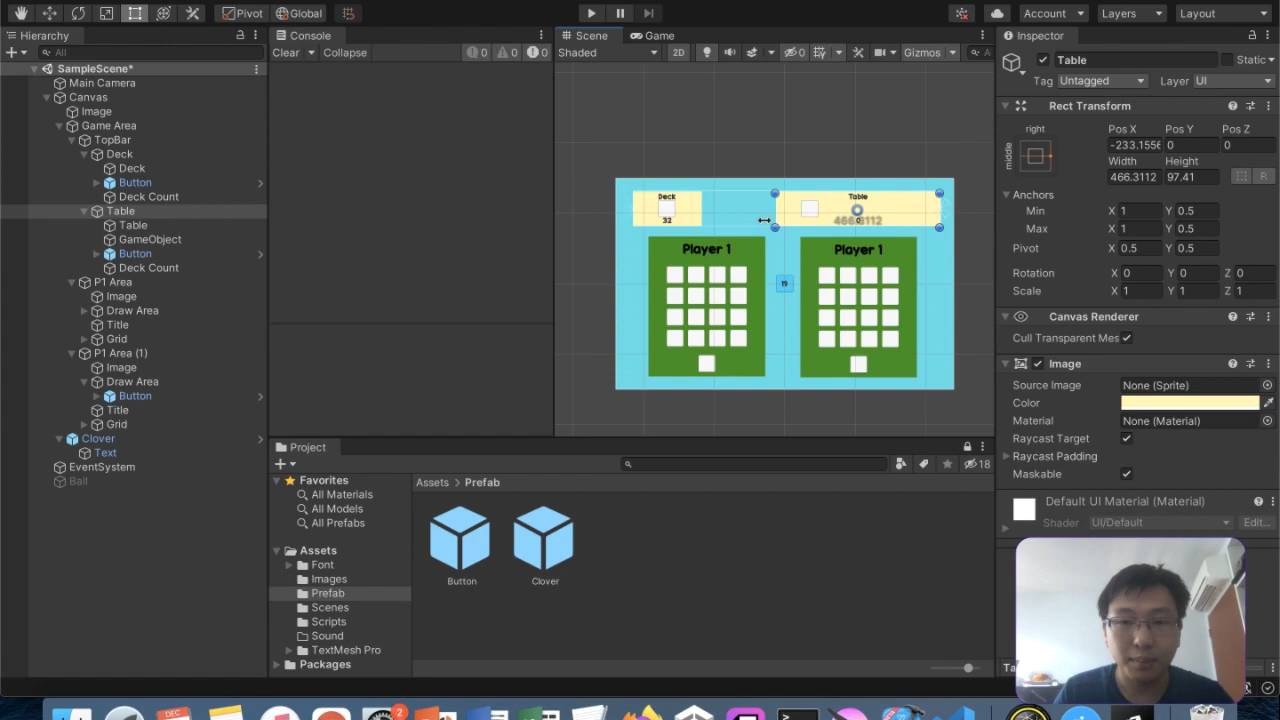 Pivot
Global
Account
Layers
Layout
Hierarchy
All
SampleScene*
Main Camera
Canvas
Image
Game Area
TopBar
Deck
Deck
Button
Deck Count
Table
Table
GameObject
Button
Deck Count
P1 Area
Image
Draw Area
Title
Grid
P1 Area (1)
Image
Draw Area
Button
Title
Grid
Clover
Text
EventSystem
Ball
Console
Clear
Collapse
0
0
0
Scene
Game
Shaded
2D
0
Gizmos
A
Deck
32
Table
0
466.3112
Player 1
Player 1
Project
18
Favorites
All Materials
All Models
All Prefabs
Assets
Font
Images
Prefab
Scenes
Scripts
Sound
TextMesh Pro
Packages
Assets > Prefab
Button
Clover
Inspector
Table
Static
Tag Untagged Layer UI
Rect Transform
right
middle
Pos X Pos Y Pos Z
-233.1556 0 0
Width Height
466.3112 97.41
R
Anchors
Min X 1 Y 0.5
Max X 1 Y 0.5
Pivot X 0.5 Y 0.5
Rotation X 0 Y 0 Z 0
Scale X 1 Y 1 Z 1
Canvas Renderer
Cull Transparent Mes
Image
Source Image None (Sprite)
Color
Material None (Material)
Raycast Target
Raycast Padding
Maskable
Default UI Material (Material)
Shader UI/Default Edit...
Ta
DEC
2